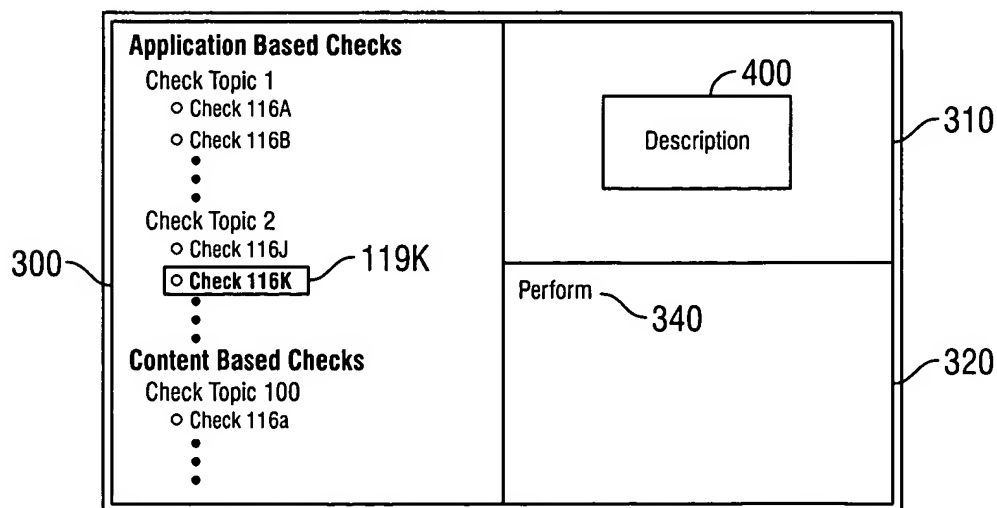 Application Based Checks
Check Topic 1
Check 116A
Check 116B
Check Topic 2
Check 116J
Check 116K
Content Based Checks
Check Topic 100
Check 116a
300
119K
400
Description
310
Perform
340
320